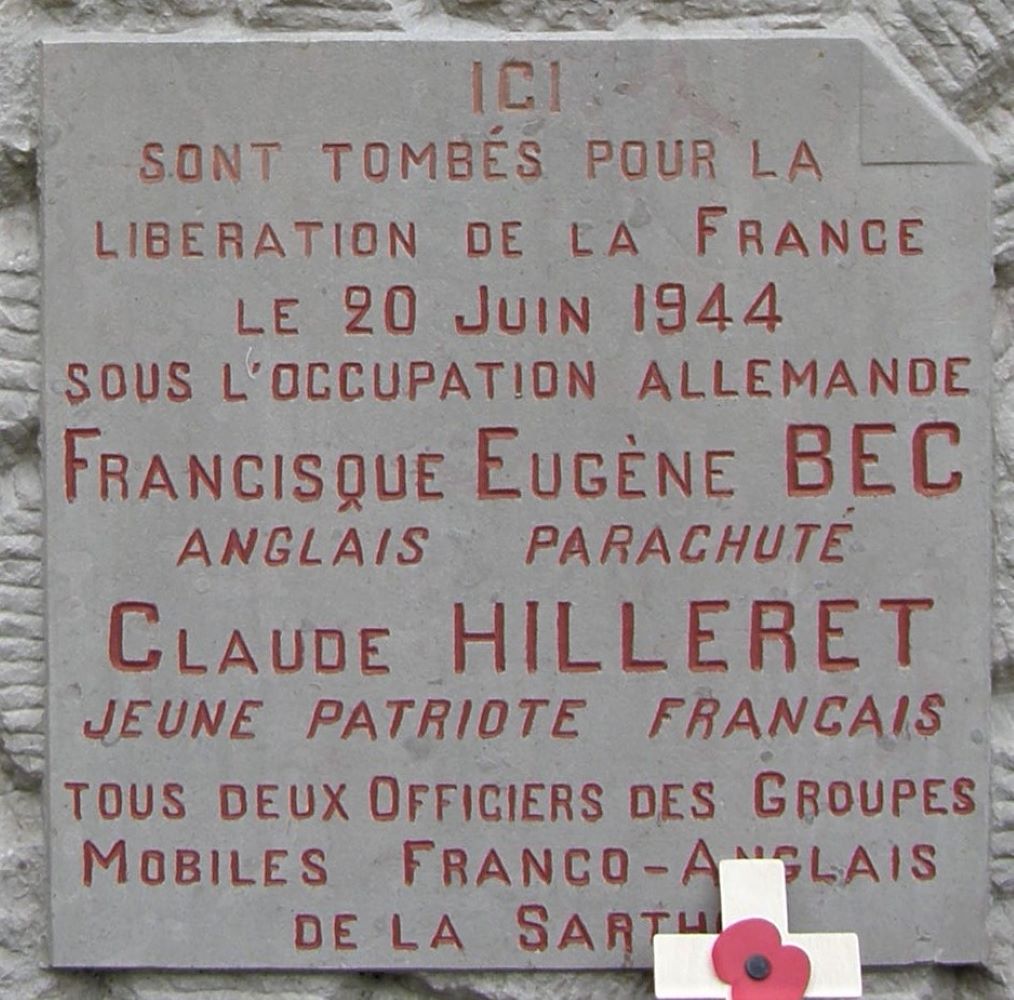 ICI
SONT TOMBÉS POUR LA
LIBERATION DE LA FRANCE
LE 20 JUIN 1944
SOUS L'OCCUPATION ALLEMANDE
FRANCISQUE EUGÈNE BEC
ANGLAIS PARACHUTÉ
CLAUDE HILLERET
JEUNE PATRIOTE FRANCAIS
TOUS DEUX OFFICIERS DES GROUPES
MOBILES FRANCO-ANGLAIS
DE LA SARTHE